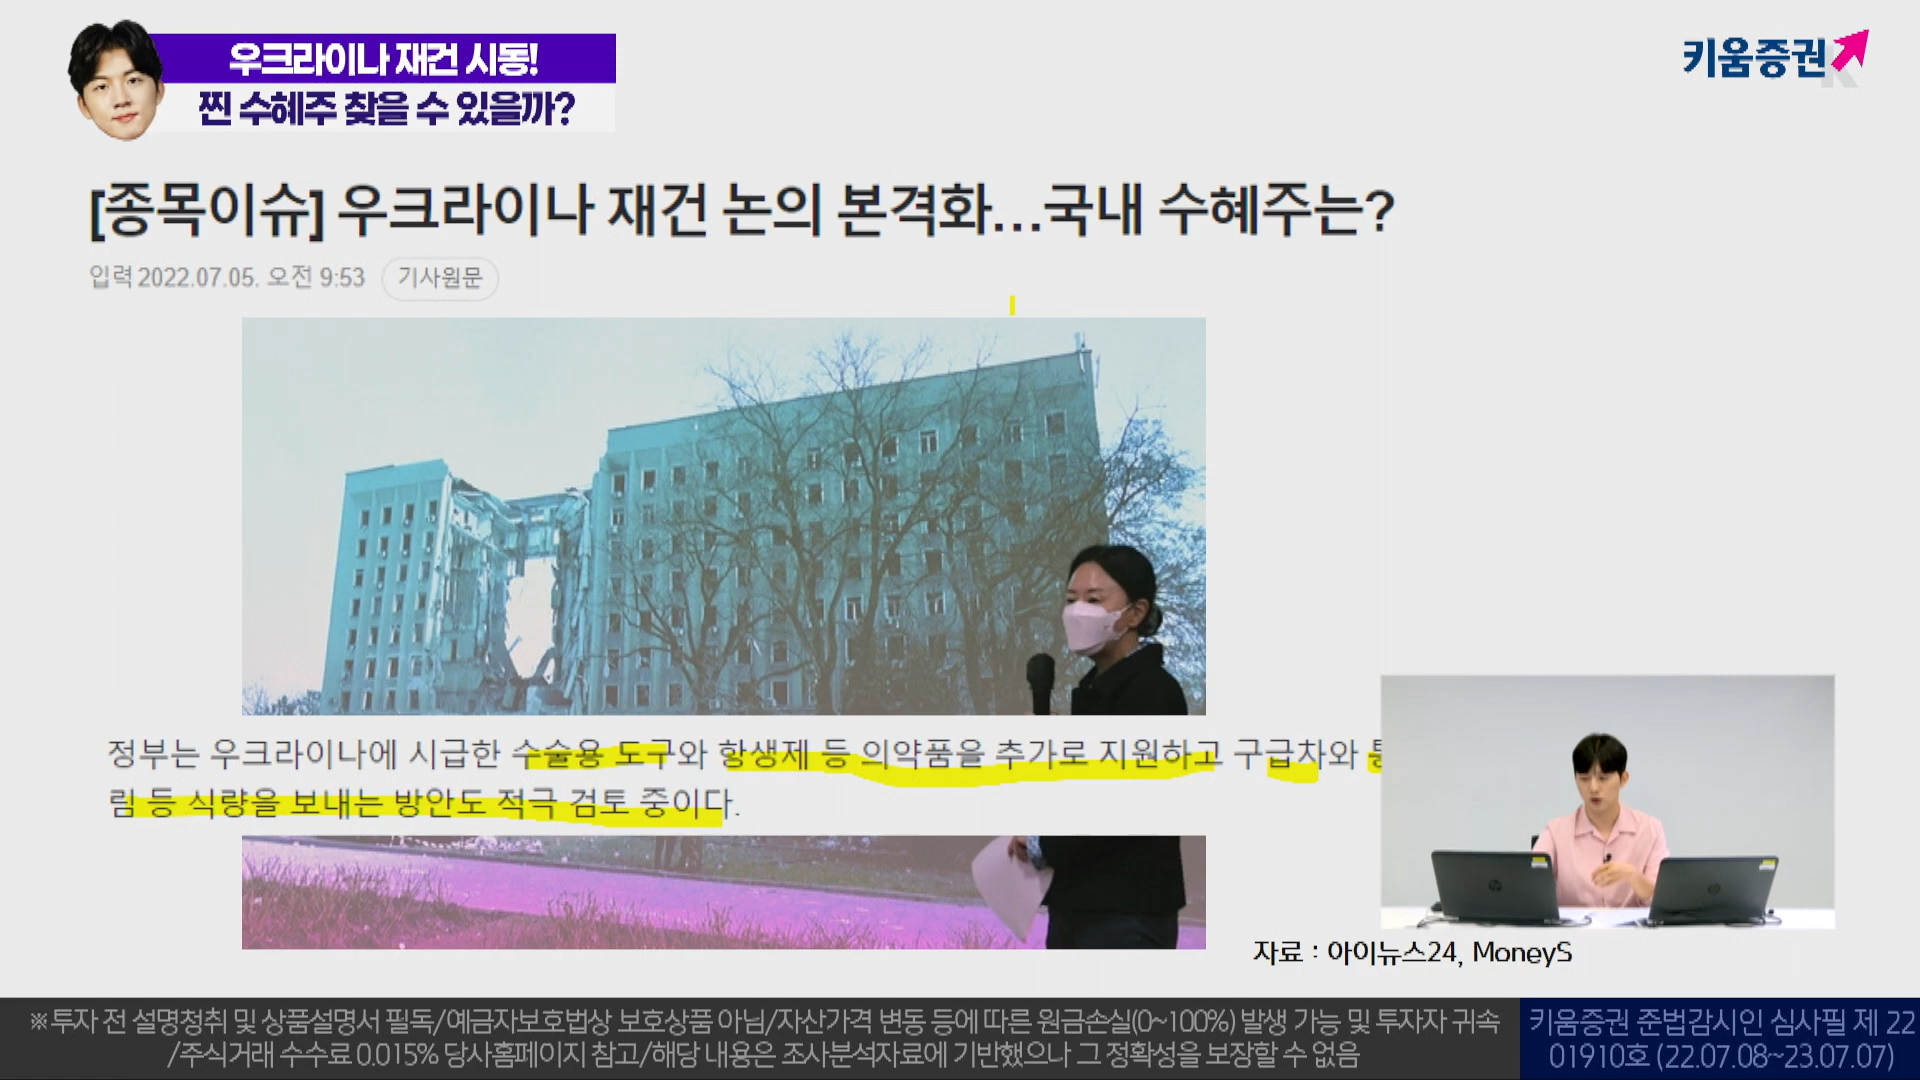 우크라이나 재건 시동!
찐 수혜주 찾을 수 있을까?
키움증권
[종목이슈] 우크라이나 재건 논의 본격화...국내 수혜주는?
입력 2022.07.05. 오전 9:53 기사원문
정부는 우크라이나에 시급한 수술용 도구와 항생제 등 의약품을 추가로 지원하고 구급차와
림 등 식량을 보내는 방안도 적극 검토 중이다.
자료 : 아이뉴스24, MoneyS
※투자 전 설명청취 및 상품설명서 필독/예금자보호법상 보호상품 아님/자산가격 변동 등에 따른 원금손실(0~100%) 발생 가능 및 투자자 귀속
/주식거래 수수료 0.015% 당사홈페이지 참고/해당 내용은 조사분석자료에 기반했으나 그 정확성을 보장할 수 없음
키움증권 준법감시인 심사필 제 22
01910호 (22.07.08~23.07.07)